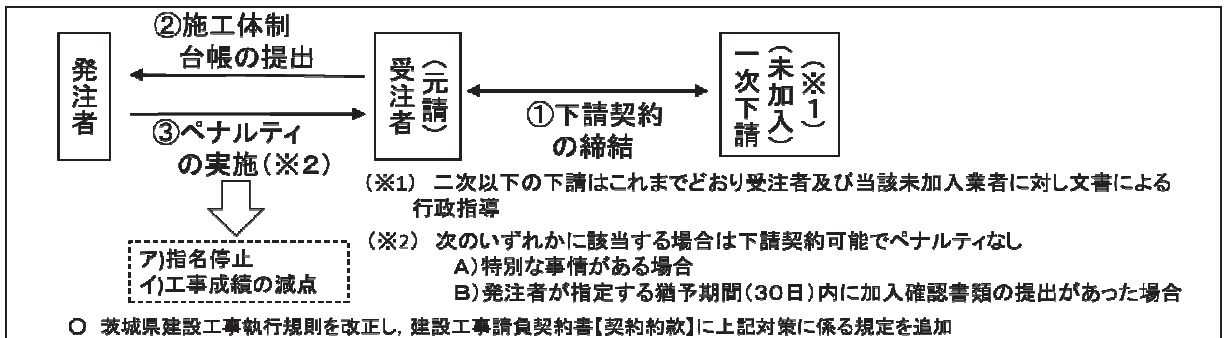 発注者
②施工体制
台帳の提出
③ペナルティ
の実施(※2)
ア)指名停止
イ)工事成績の減点
受注者
(元請)
①下請契約
の締結
一次下請
(未加入)
(※1)
(※1) 二次以下の下請はこれまでどおり受注者及び当該未加入業者に対し文書による
行政指導
(※2) 次のいずれかに該当する場合は下請契約可能でペナルティなし
A)特別な事情がある場合
B)発注者が指定する猶予期間(30日)内に加入確認書類の提出があった場合
○ 茨城県建設工事執行規則を改正し,建設工事請負契約書【契約約款】に上記対策に係る規定を追加